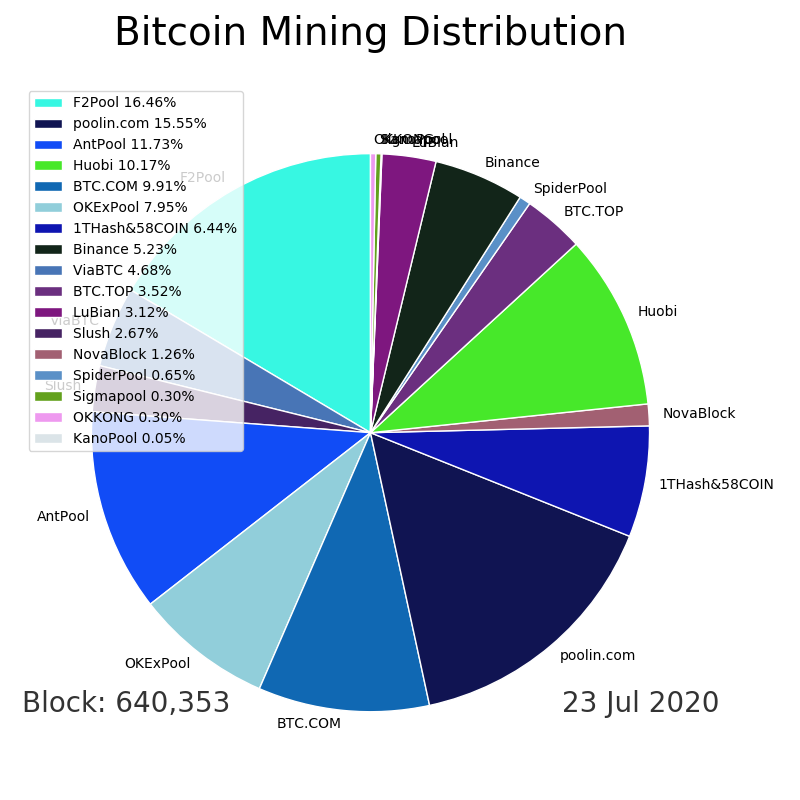 Bitcoin Mining Distribution
F2Pool 16.46%
poolin.com 15.55%
AntPool 11.73%
Huobi 10.17%
BTC.COM 9.91%
OKExPool 7.95%
1THash&58COIN 6.44%
Binance 5.23%
ViaBTC 4.68%
BTC.TOP 3.52%
LuBian 3.12%
Slush 2.67%
NovaBlock 1.26%
SpiderPool 0.65%
Sigmapool 0.30%
OKKONG 0.30%
KanoPool 0.05%
F2Pool
ViaBTC
Slush
AntPool
OKExPool
BTC.COM
poolin.com
1THash&58COIN
NovaBlock
Huobi
BTC.TOP
SpiderPool
Binance
LuBian
Block: 640,353
23 Jul 2020